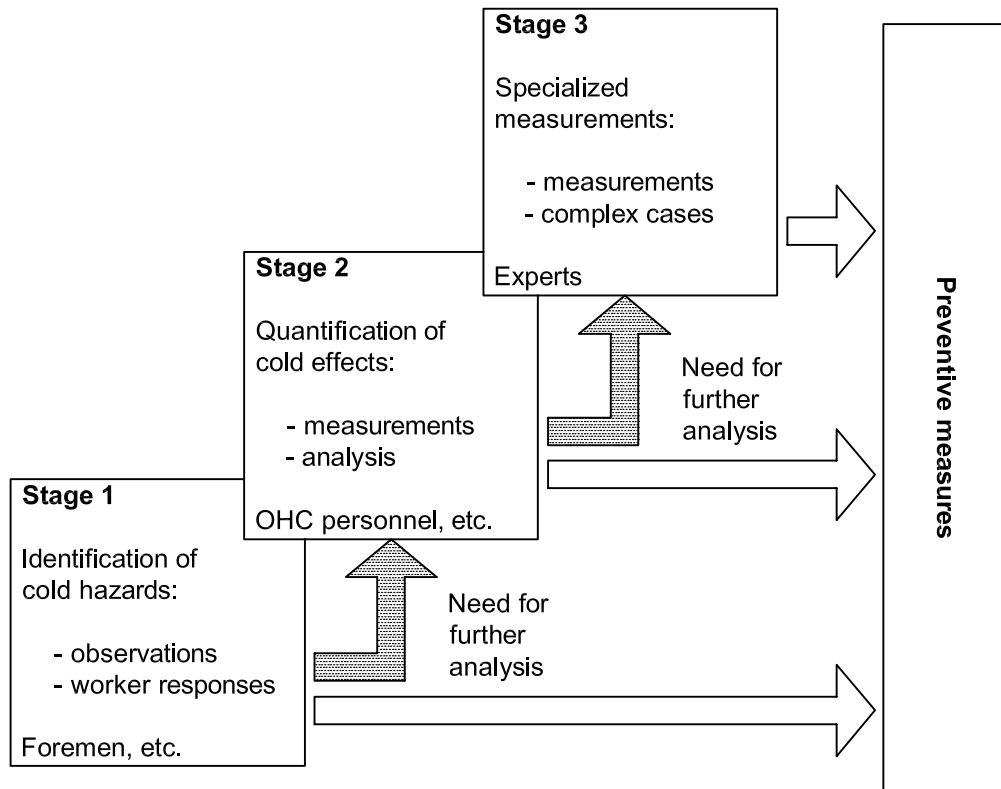 Stage 3
Specialized
measurements:
- measurements
- complex cases
Experts
Stage 2
Quantification of
cold effects:
- measurements
- analysis
OHC personnel, etc.
Need for
further
analysis
Stage 1
Identification of
cold hazards:
- observations
- worker responses
Foremen, etc.
Need for
further
analysis
Preventive measures